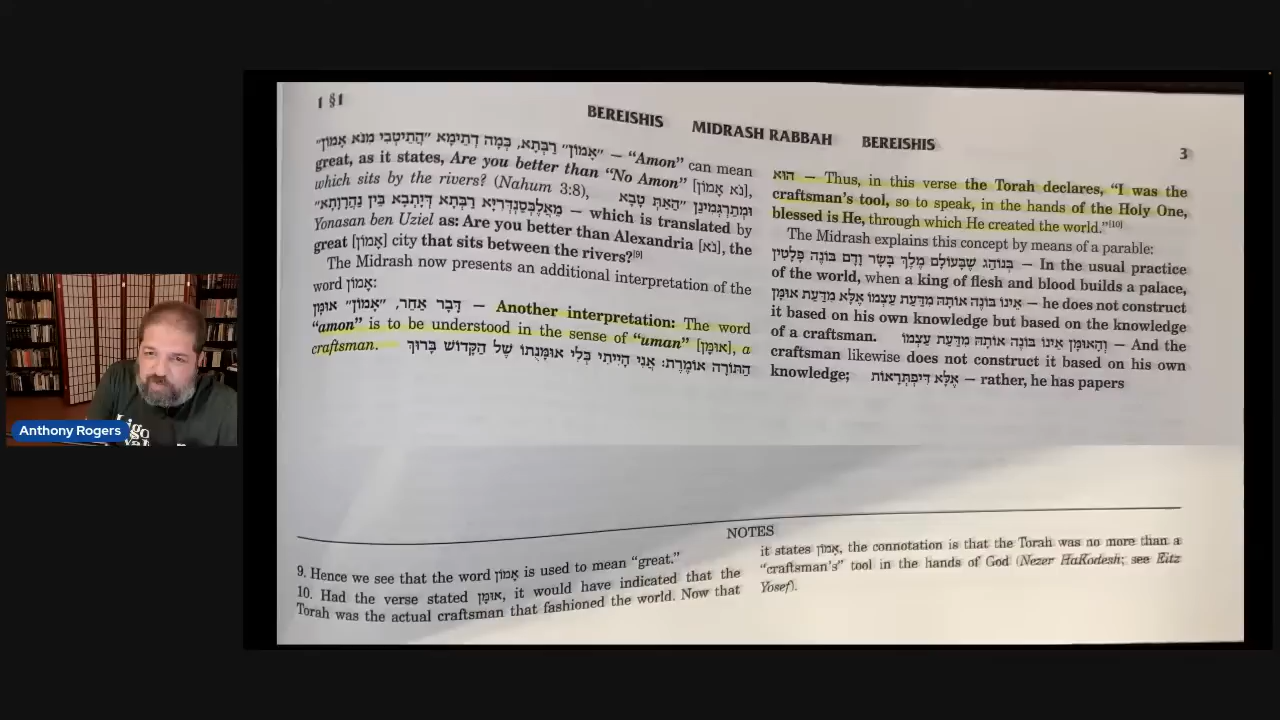 1 §1
BEREISHIS MIDRASH RABBAH BEREISHIS
3
״אָמוֹן״ רַבְּתָא, כְּמָה דְתֵימָא ״הֲתֵיטְבִי מִנֹּא אָמוֹן״ — “Amon” can mean
great, as it states, Are you better than “No Amon” [נֹא אָמוֹן],
which sits by the rivers? (Nahum 3:8), וּמְתַרְגְּמִינַן ״הַאַתְּ טָבָא
מֵאֲלֶכְּסַנְדְּרִיָּא רַבְּתָא דְּיָתְבָא בֵּין נַהֲרָוָתָא״ — which is translated by
Yonasan ben Uziel as: Are you better than Alexandria [נֹא], the
great [אָמוֹן] city that sits between the rivers?[9]
The Midrash now presents an additional interpretation of the
word אָמוֹן:
דָּבָר אַחֵר, ״אָמוֹן״ אוּמָּן — Another interpretation: The word
“amon” is to be understood in the sense of “uman” [אוּמָּן], a
craftsman. הַתּוֹרָה אוֹמֶרֶת: אֲנִי הָיִיתִי כְּלִי אוּמָּנֻתוֹ שֶׁל הַקָּדוֹשׁ בָּרוּךְ
הוּא — Thus, in this verse the Torah declares, “I was the
craftsman's tool, so to speak, in the hands of the Holy One,
blessed is He, through which He created the world.”[10]
The Midrash explains this concept by means of a parable:
בְּנוֹהַג שֶׁבָּעוֹלָם מֶלֶךְ בָּשָׂר וָדָם בּוֹנֶה פָּלָטִין — In the usual practice
of the world, when a king of flesh and blood builds a palace,
אֵינוֹ בּוֹנֶה אוֹתָהּ מִדַּעַת עַצְמוֹ אֶלָּא מִדַּעַת אוּמָּן — he does not construct
it based on his own knowledge but based on the knowledge
of a craftsman. וְהָאוּמָּן אֵינוֹ בּוֹנֶה אוֹתָהּ מִדַּעַת עַצְמוֹ — And the
craftsman likewise does not construct it based on his own
knowledge; אֶלָּא דִּיפְתְּרָאוֹת — rather, he has papers
NOTES
9. Hence we see that the word אָמוֹן is used to mean “great.”
10. Had the verse stated אוּמָּן, it would have indicated that the
Torah was the actual craftsman that fashioned the world. Now that
it states אָמוֹן, the connotation is that the Torah was no more than a
“craftsman's” tool in the hands of God (Nezer HaKodesh; see Eitz
Yosef).
Anthony Rogers